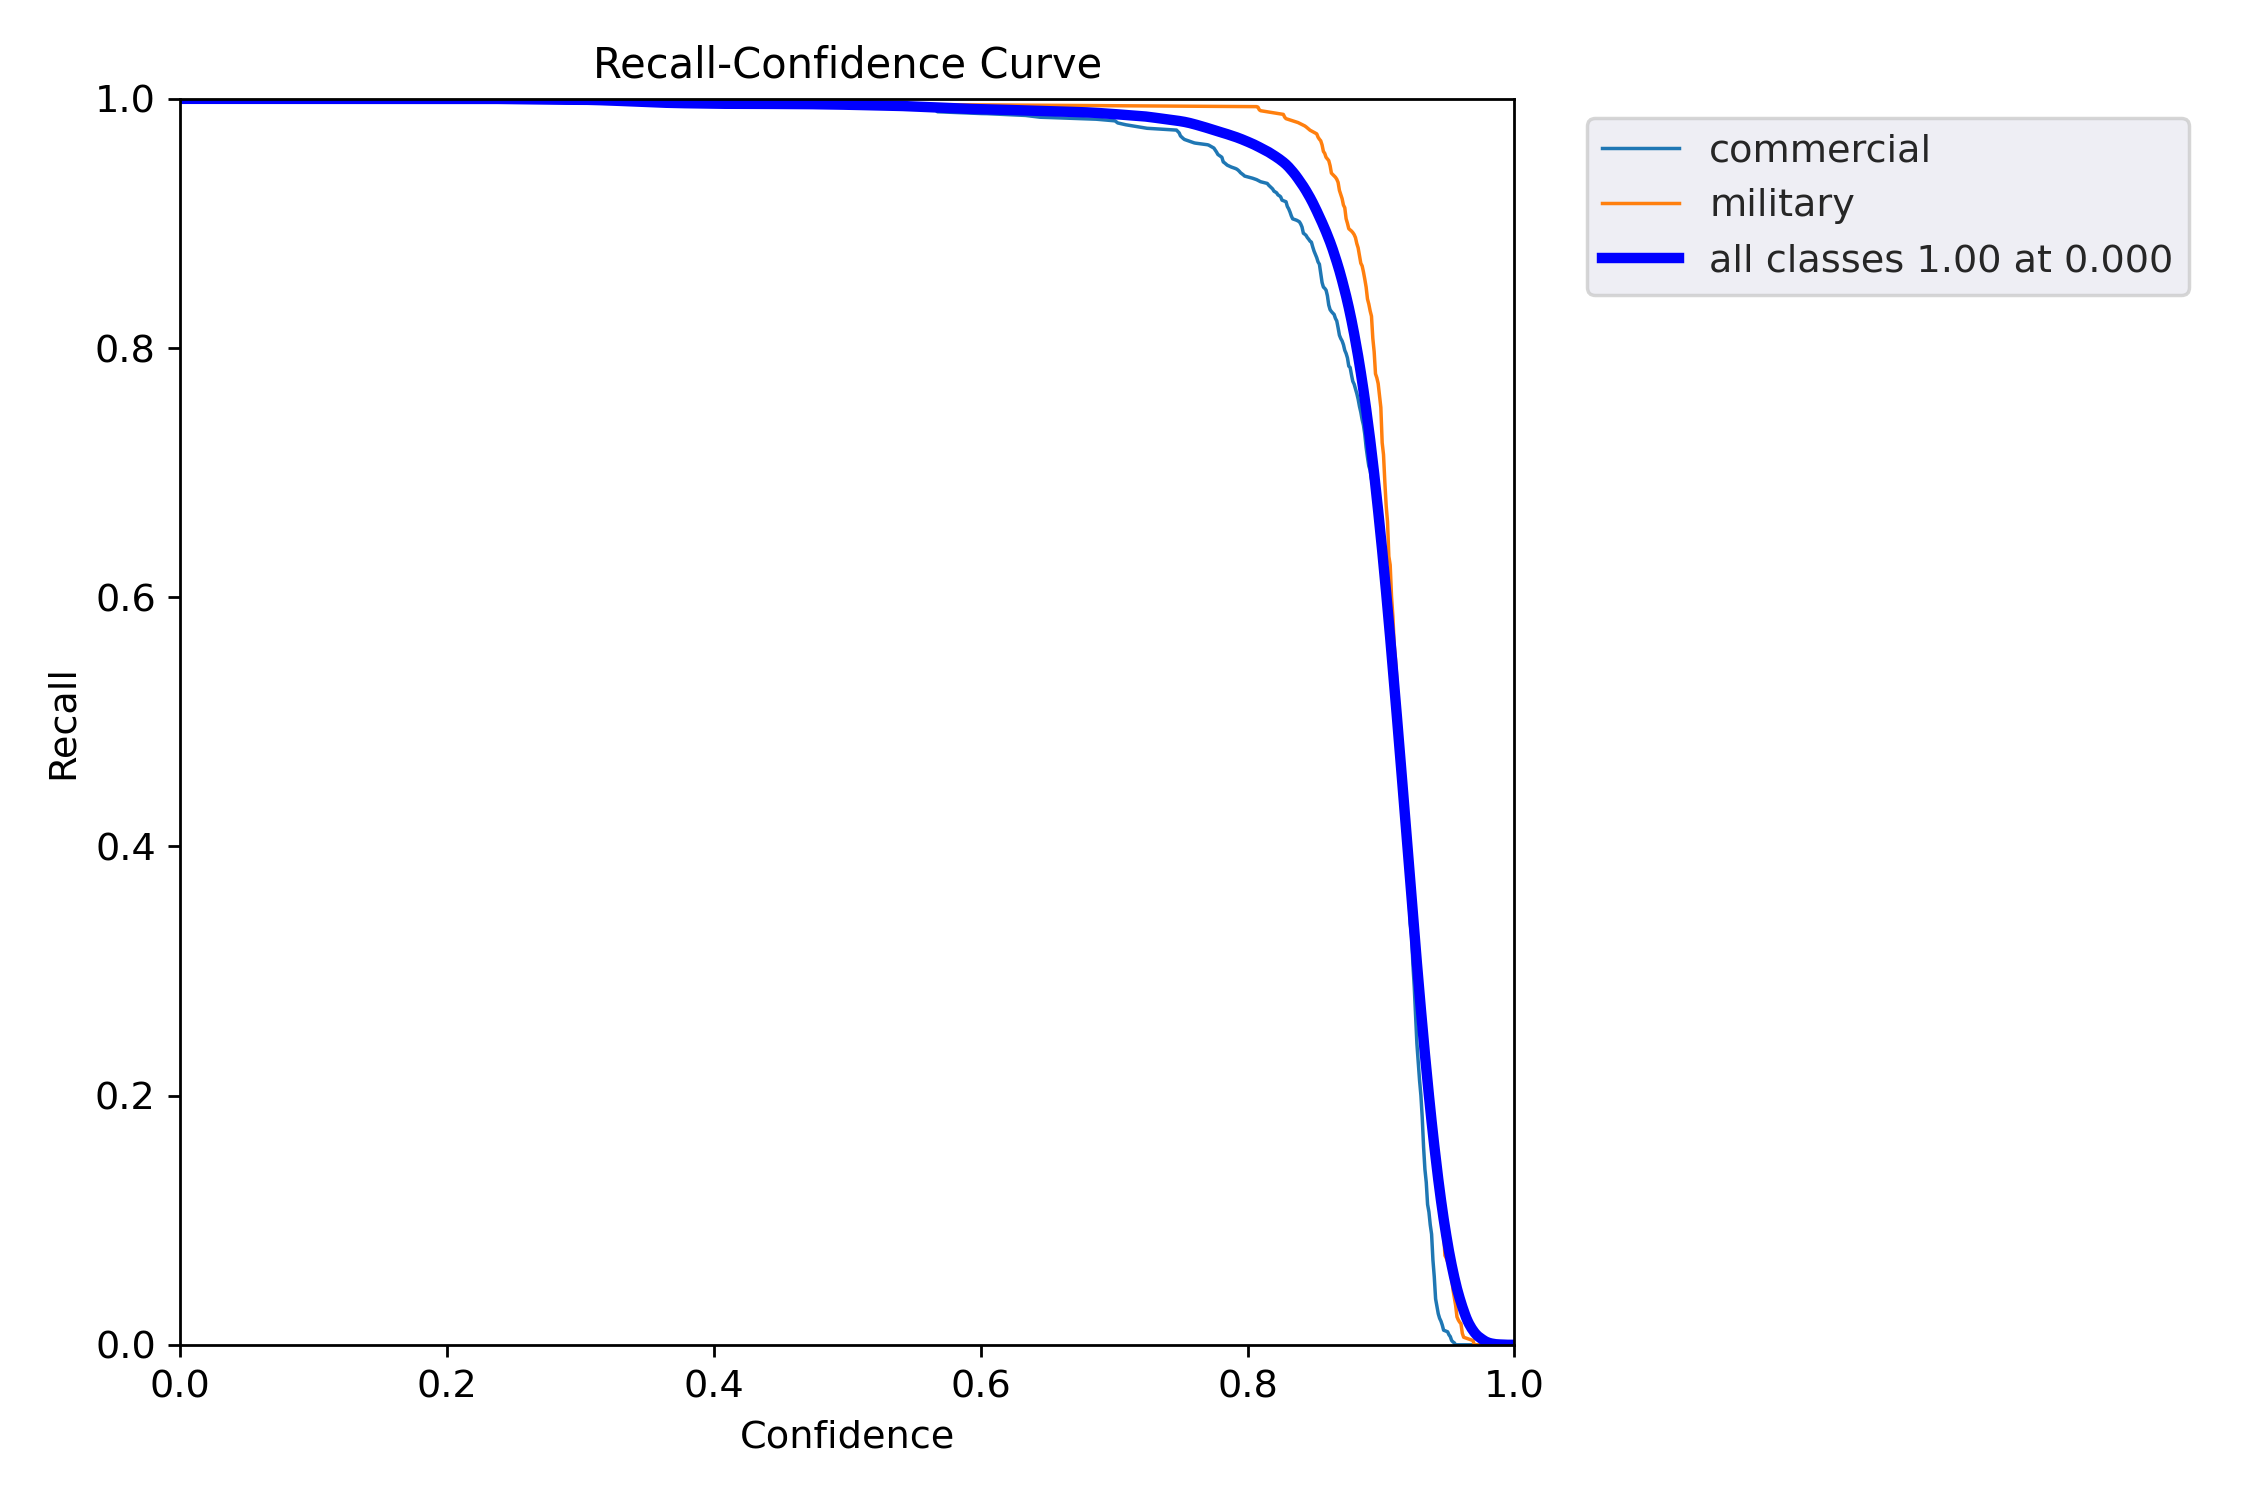 Recall-Confidence Curve
1.0
0.8
0.6
0.4
0.2
0.0
Recall
0.0 0.2 0.4 0.6 0.8 1.0
Confidence
commercial
military
all classes 1.00 at 0.000